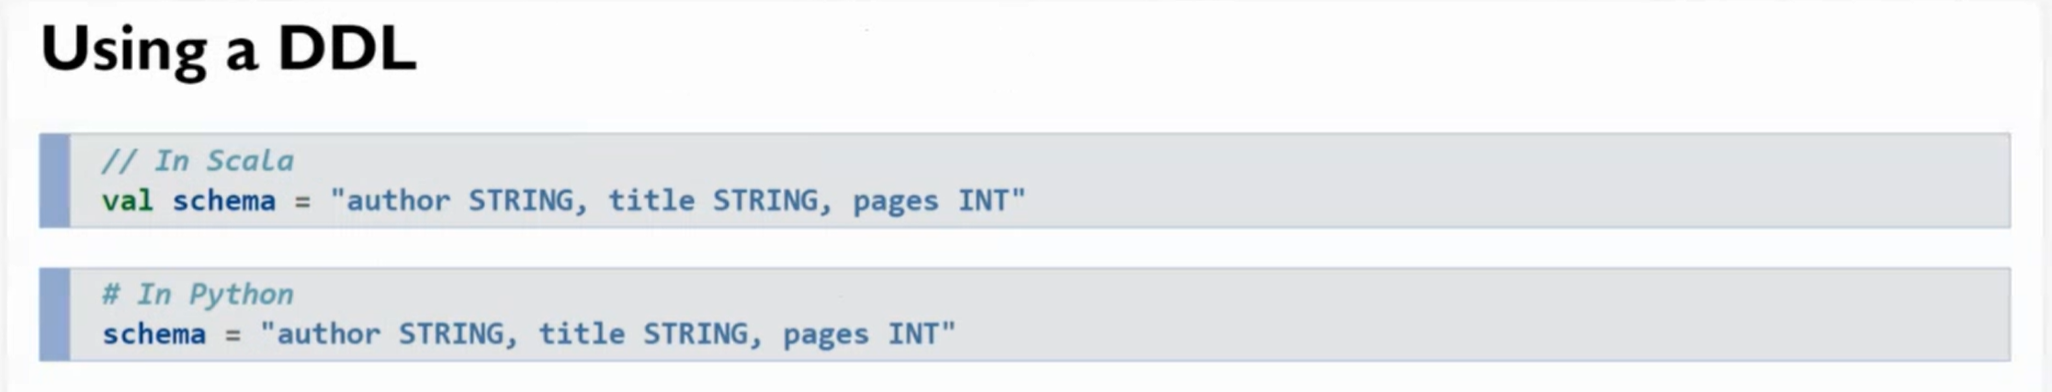 Using a DDL
// In Scala
val schema = "author STRING, title STRING, pages INT"
# In Python
schema = "author STRING, title STRING, pages INT"